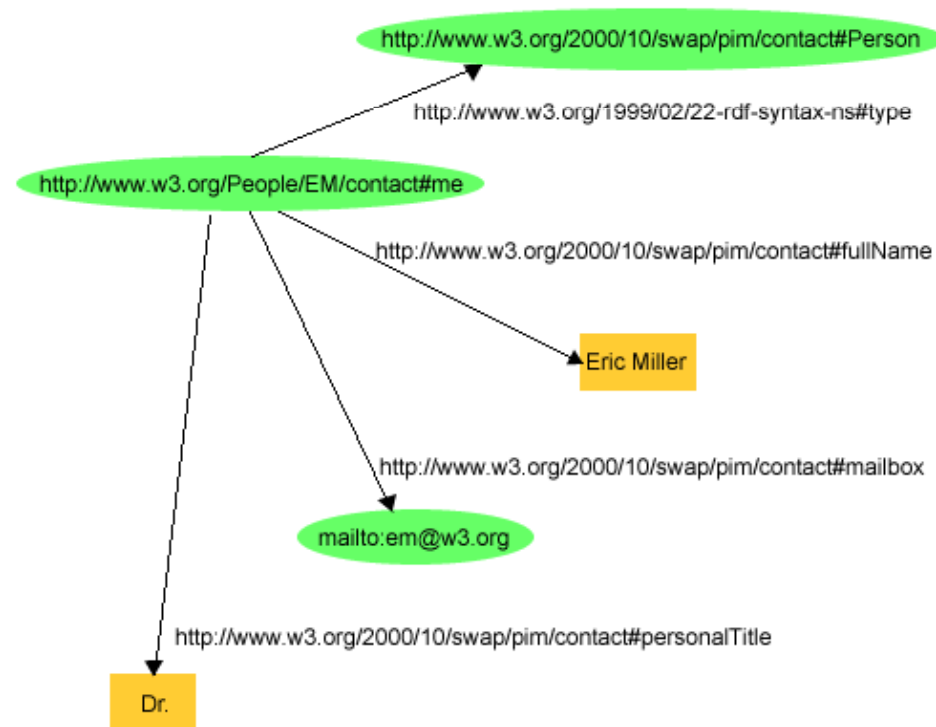 http://www.w3.org/2000/10/swap/pim/contact#Person
http://www.w3.org/1999/02/22-rdf-syntax-ns#type
http://www.w3.org/People/EM/contact#me
http://www.w3.org/2000/10/swap/pim/contact#fullName
Eric Miller
http://www.w3.org/2000/10/swap/pim/contact#mailbox
mailto:em@w3.org
http://www.w3.org/2000/10/swap/pim/contact#personalTitle
Dr.